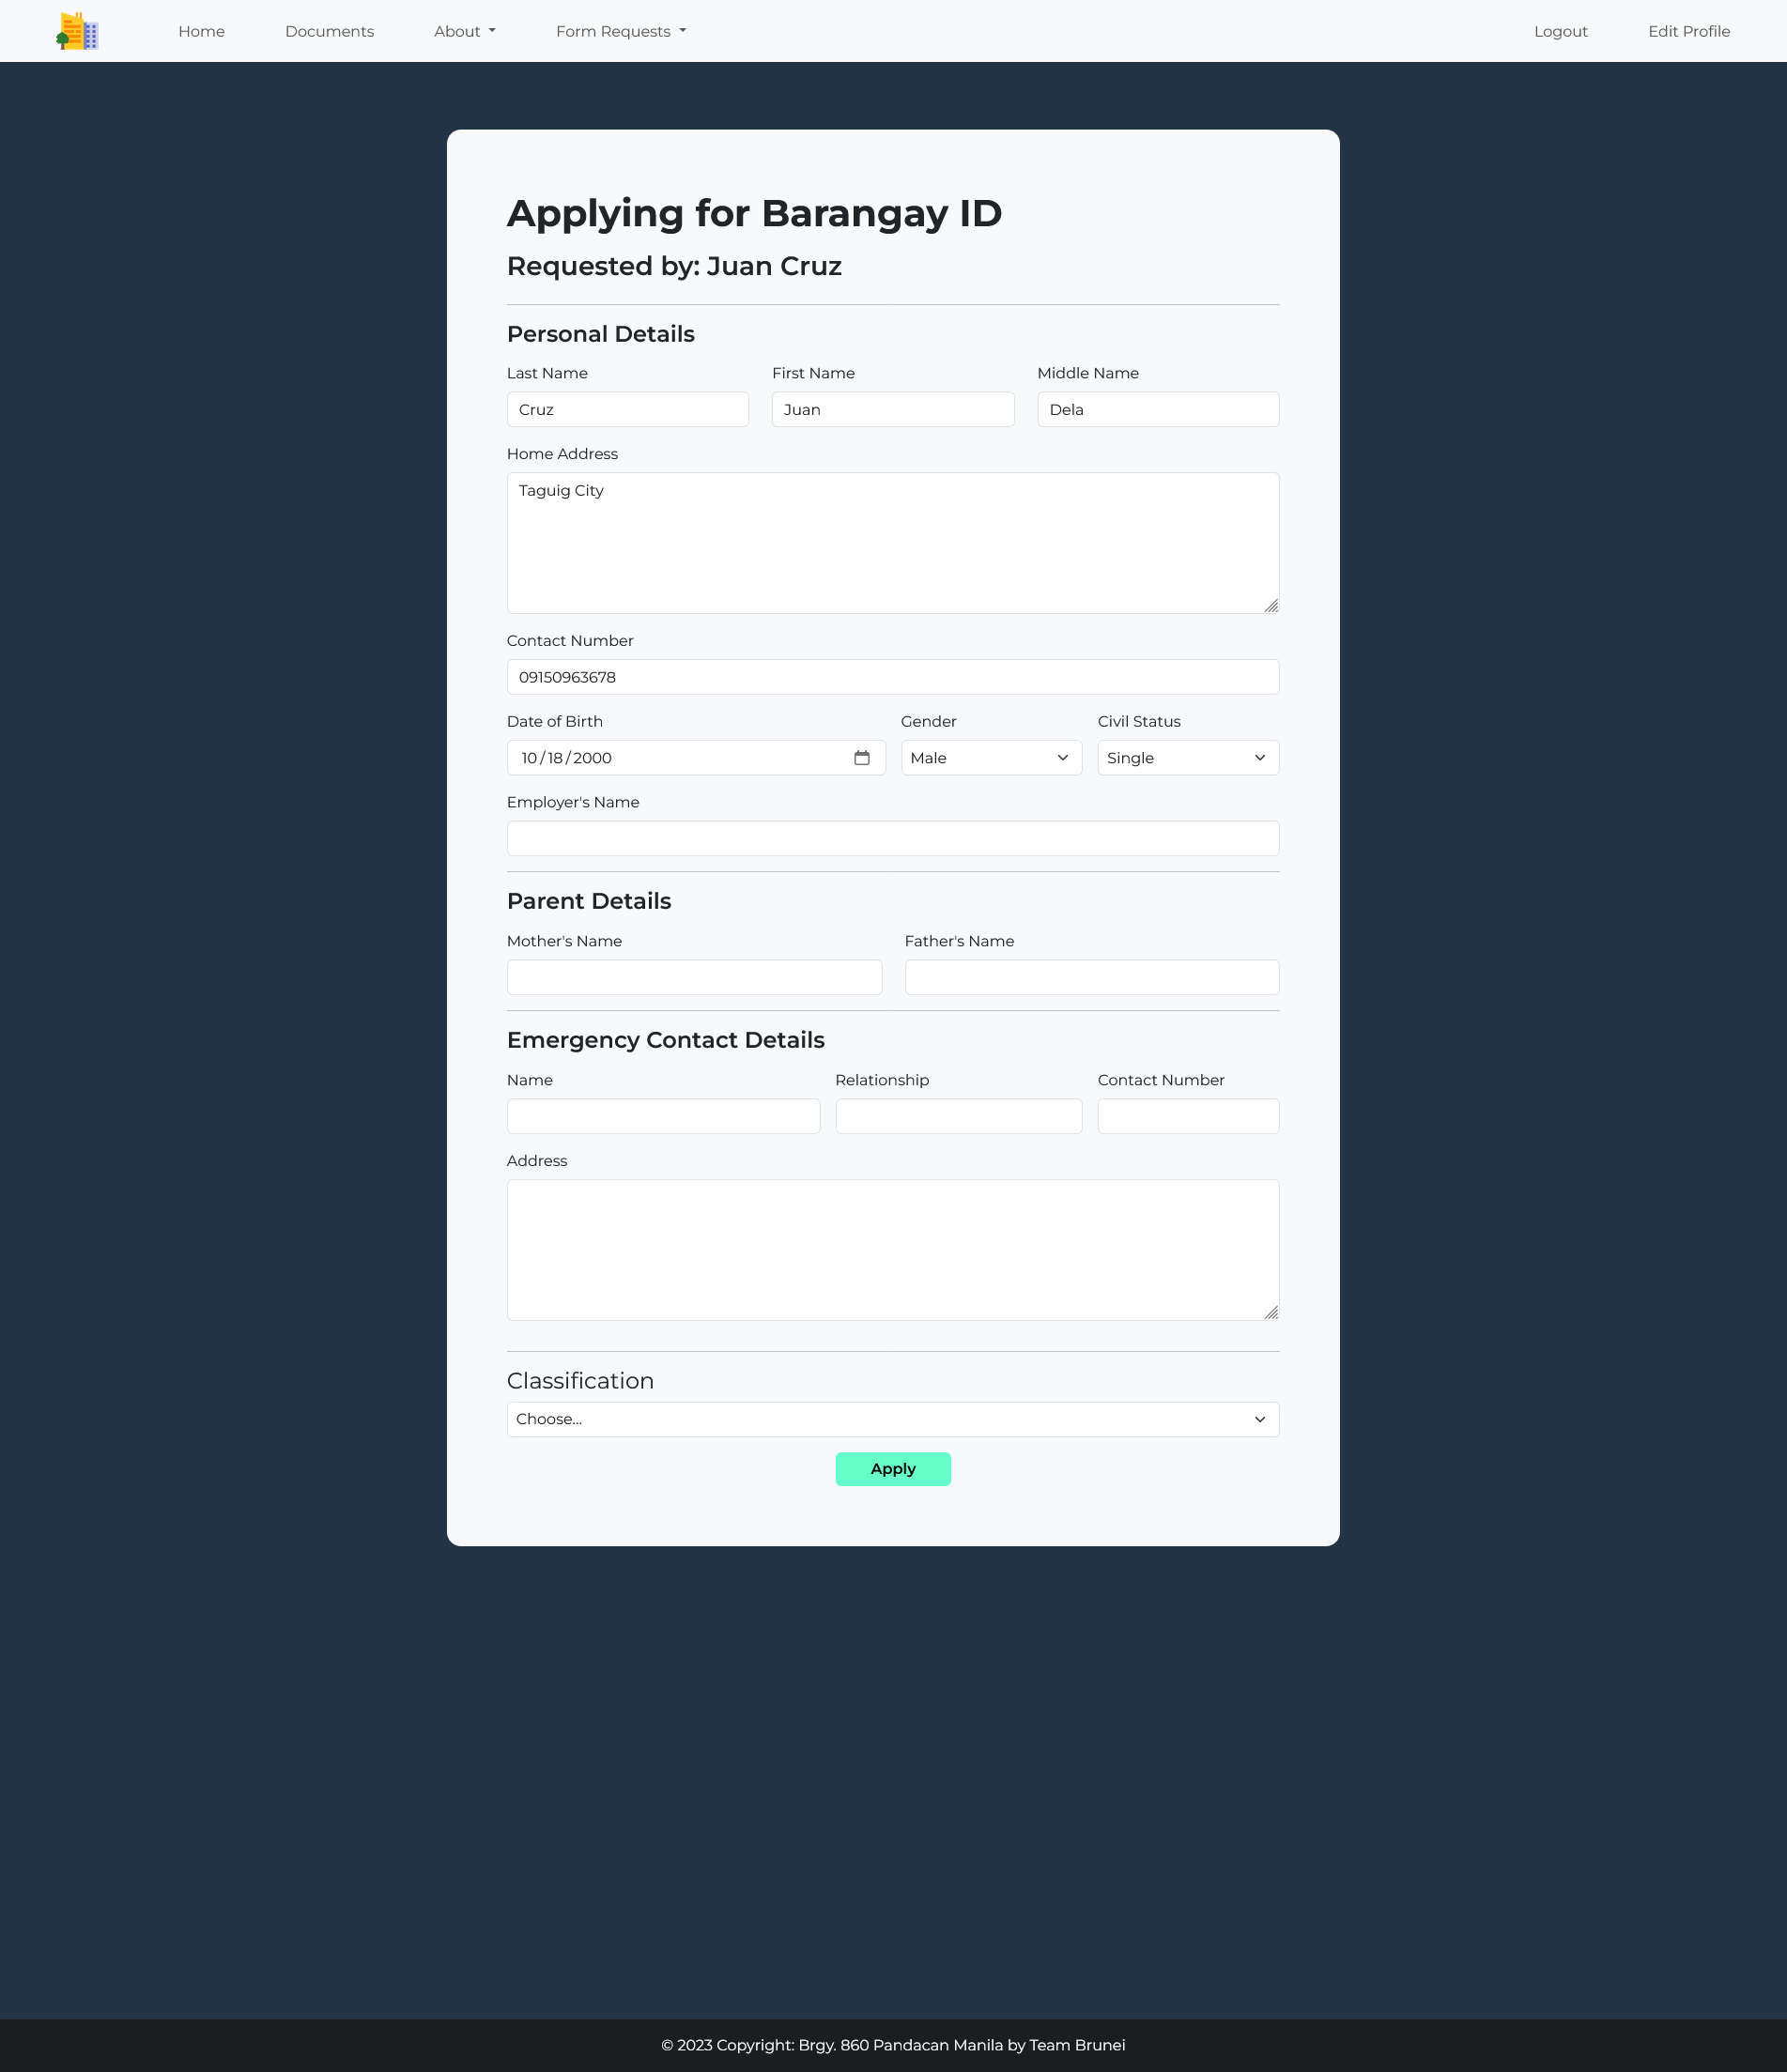 Home Documents About Form Requests Logout Edit Profile
Applying for Barangay ID
Requested by: Juan Cruz
Personal Details
Last Name First Name Middle Name
Cruz Juan Dela
Home Address
Taguig City
Contact Number
09150963678
Date of Birth Gender Civil Status
10/18/2000 Male Single
Employer's Name
Parent Details
Mother's Name Father's Name
Emergency Contact Details
Name Relationship Contact Number
Address
Classification
Choose...
Apply
© 2023 Copyright: Brgy. 860 Pandacan Manila by Team Brunei